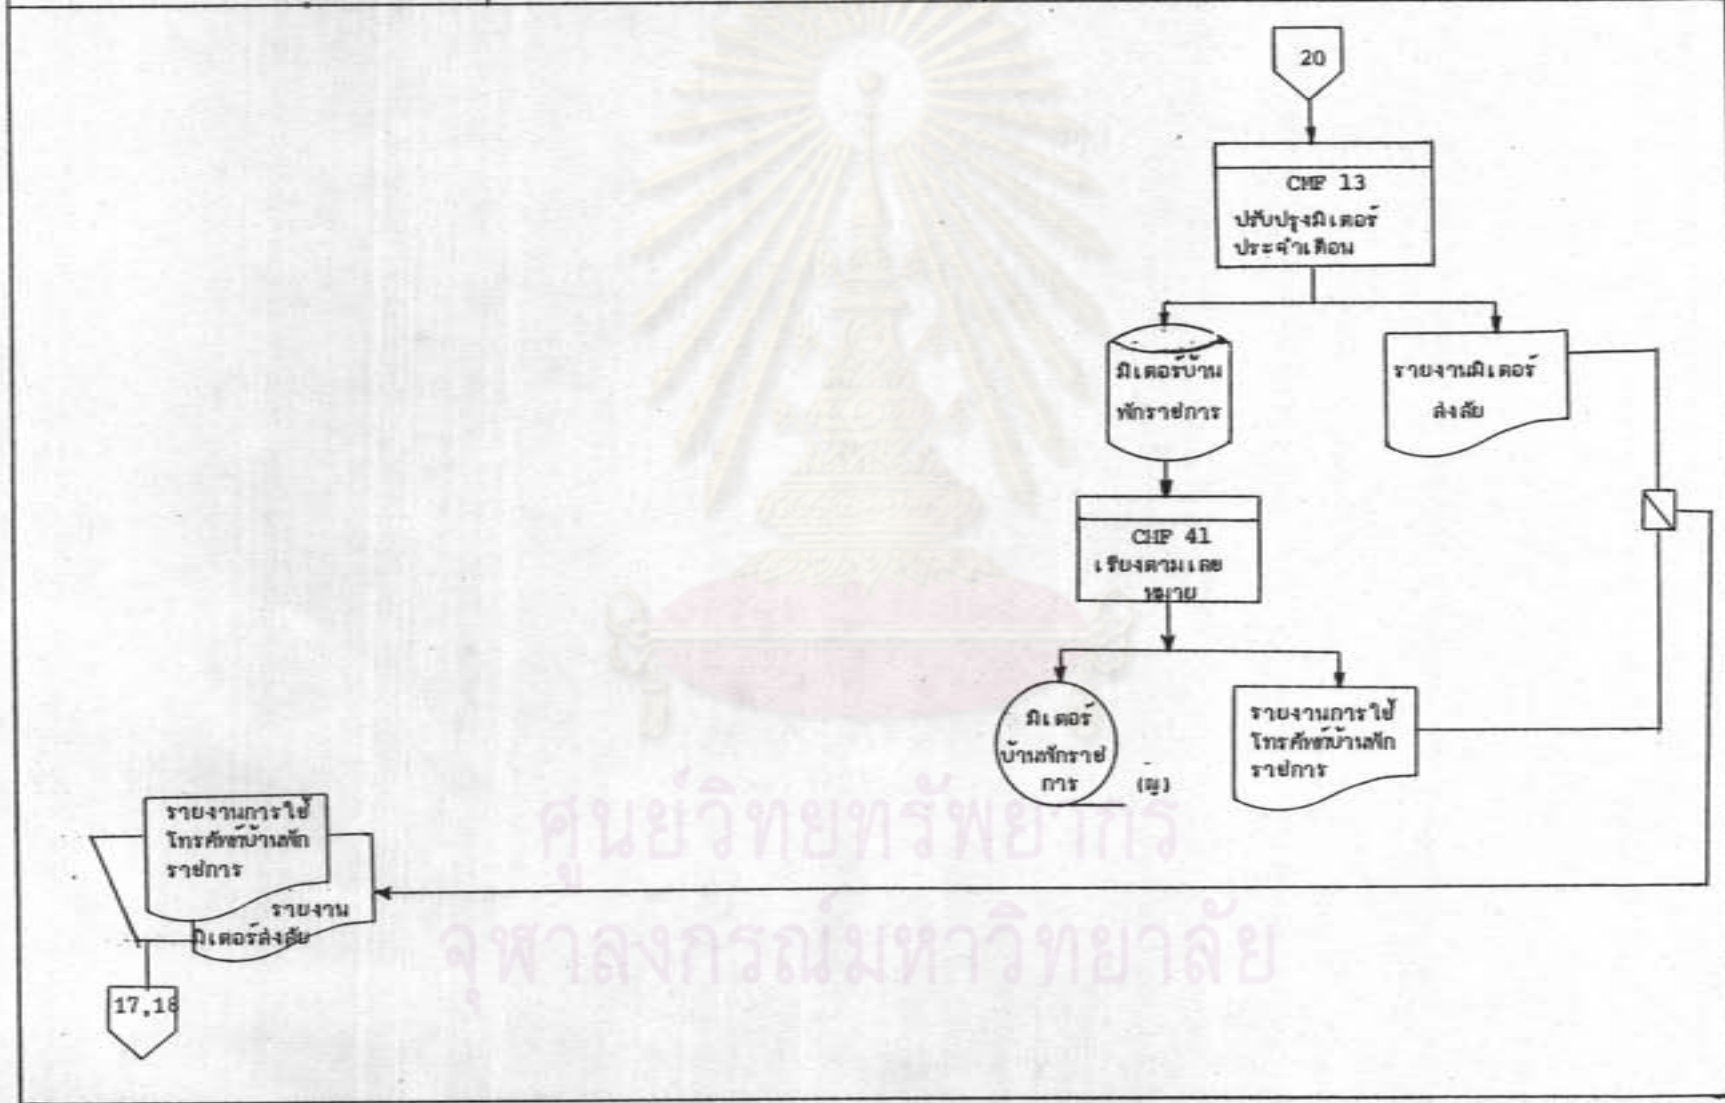 20
CMF 13
ปรับปรุงมิเตอร์
ประจำเดือน
มิเตอร์บ้าน
พักราชการ
รายงานมิเตอร์
สงสัย
CMF 41
เรียงตามเลข
หมาย
มิเตอร์
บ้านพักราช
การ
(ญ)
รายงานการใช้
โทรศัพท์บ้านพัก
ราชการ
รายงานการใช้
โทรศัพท์บ้านพัก
ราชการ
รายงาน
มิเตอร์สงสัย
17,18
ศูนย์วิทยทรัพยากร
จุฬาลงกรณ์มหาวิทยาลัย